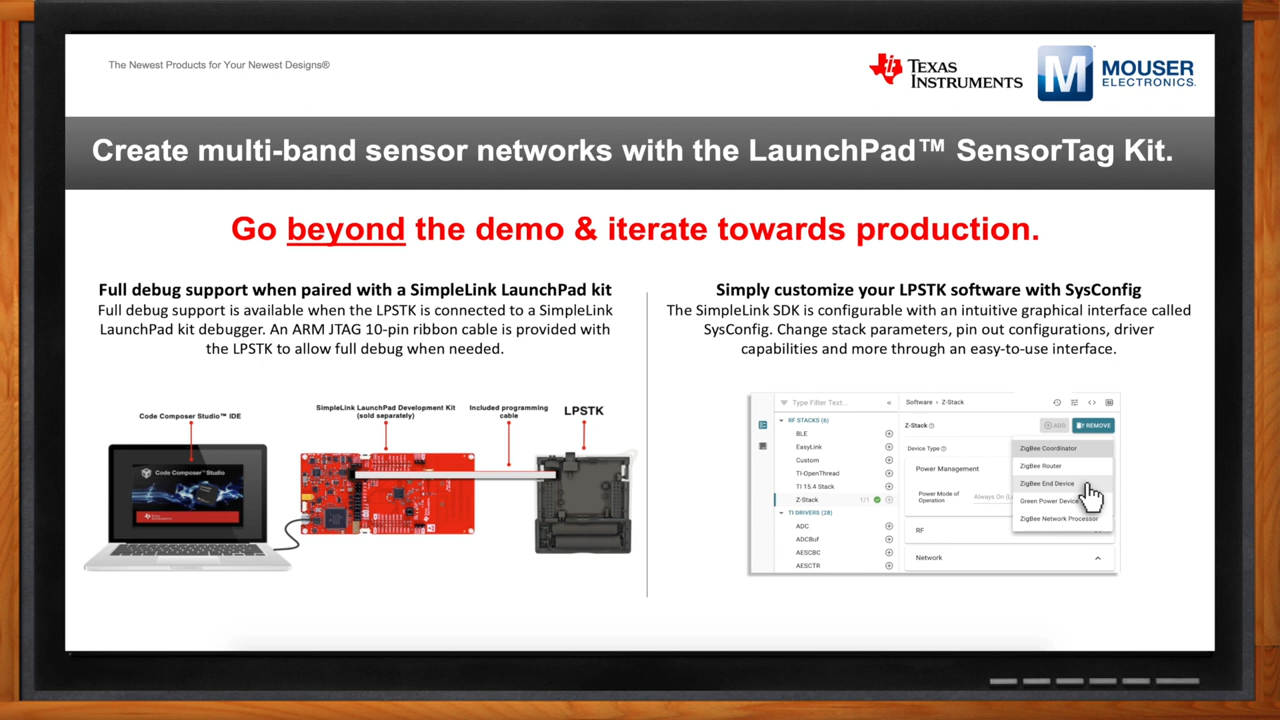 The Newest Products for Your Newest Designs®
TEXAS
INSTRUMENTS
M
MOUSER
ELECTRONICS.
Create multi-band sensor networks with the LaunchPad™ SensorTag Kit.
Go beyond the demo & iterate towards production.
Full debug support when paired with a SimpleLink LaunchPad kit
Full debug support is available when the LPSTK is connected to a SimpleLink
LaunchPad kit debugger. An ARM JTAG 10-pin ribbon cable is provided with
the LPSTK to allow full debug when needed.
Code Composer Studio™ IDE
SimpleLink LaunchPad Development Kit
(sold separately)
Included programming
cable
LPSTK
Code Composer™ Studio
Simply customize your LPSTK software with SysConfig
The SimpleLink SDK is configurable with an intuitive graphical interface called
SysConfig. Change stack parameters, pin out configurations, driver
capabilities and more through an easy-to-use interface.
Type Filter Text...
«
RF STACKS (6)
BLE
EasyLink
Custom
TI-OpenThread
TI 15.4 Stack
Z-Stack 1/1
TI DRIVERS (28)
ADC
ADCBuf
AESCBC
AESCTR
Software › Z-Stack
< >
Z-Stack
ADD
REMOVE
Device Type
Power Management
Power Mode of
Operation
Always On
ZigBee Coordinator
ZigBee Router
ZigBee End Device
Green Power Device
ZigBee Network Processor
RF
Network